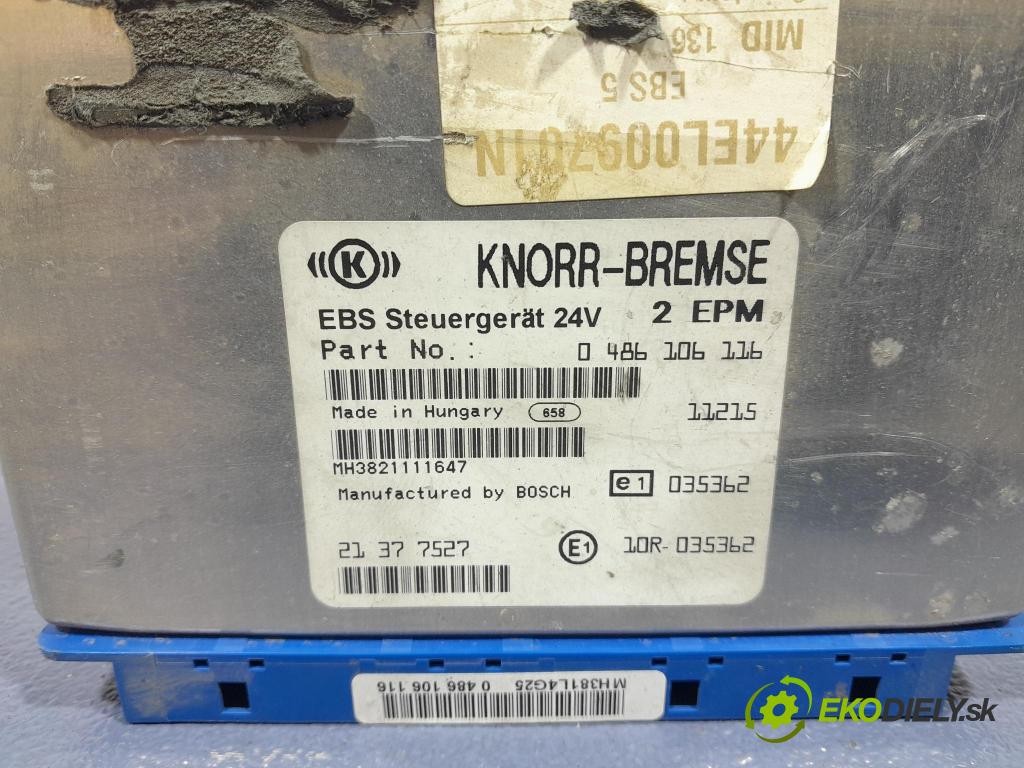 MID 136
EBS 5
44EL009701N
K
KNORR-BREMSE
EBS Steuergerät 24V 2 EPM
Part No.: 0 486 106 116
Made in Hungary 658 11215
MH3821111647
Manufactured by BOSCH e1 035362
21 37 7527 E1 10R-035362
MH381L4G25
0 486 106 116
EKODIELY.sk